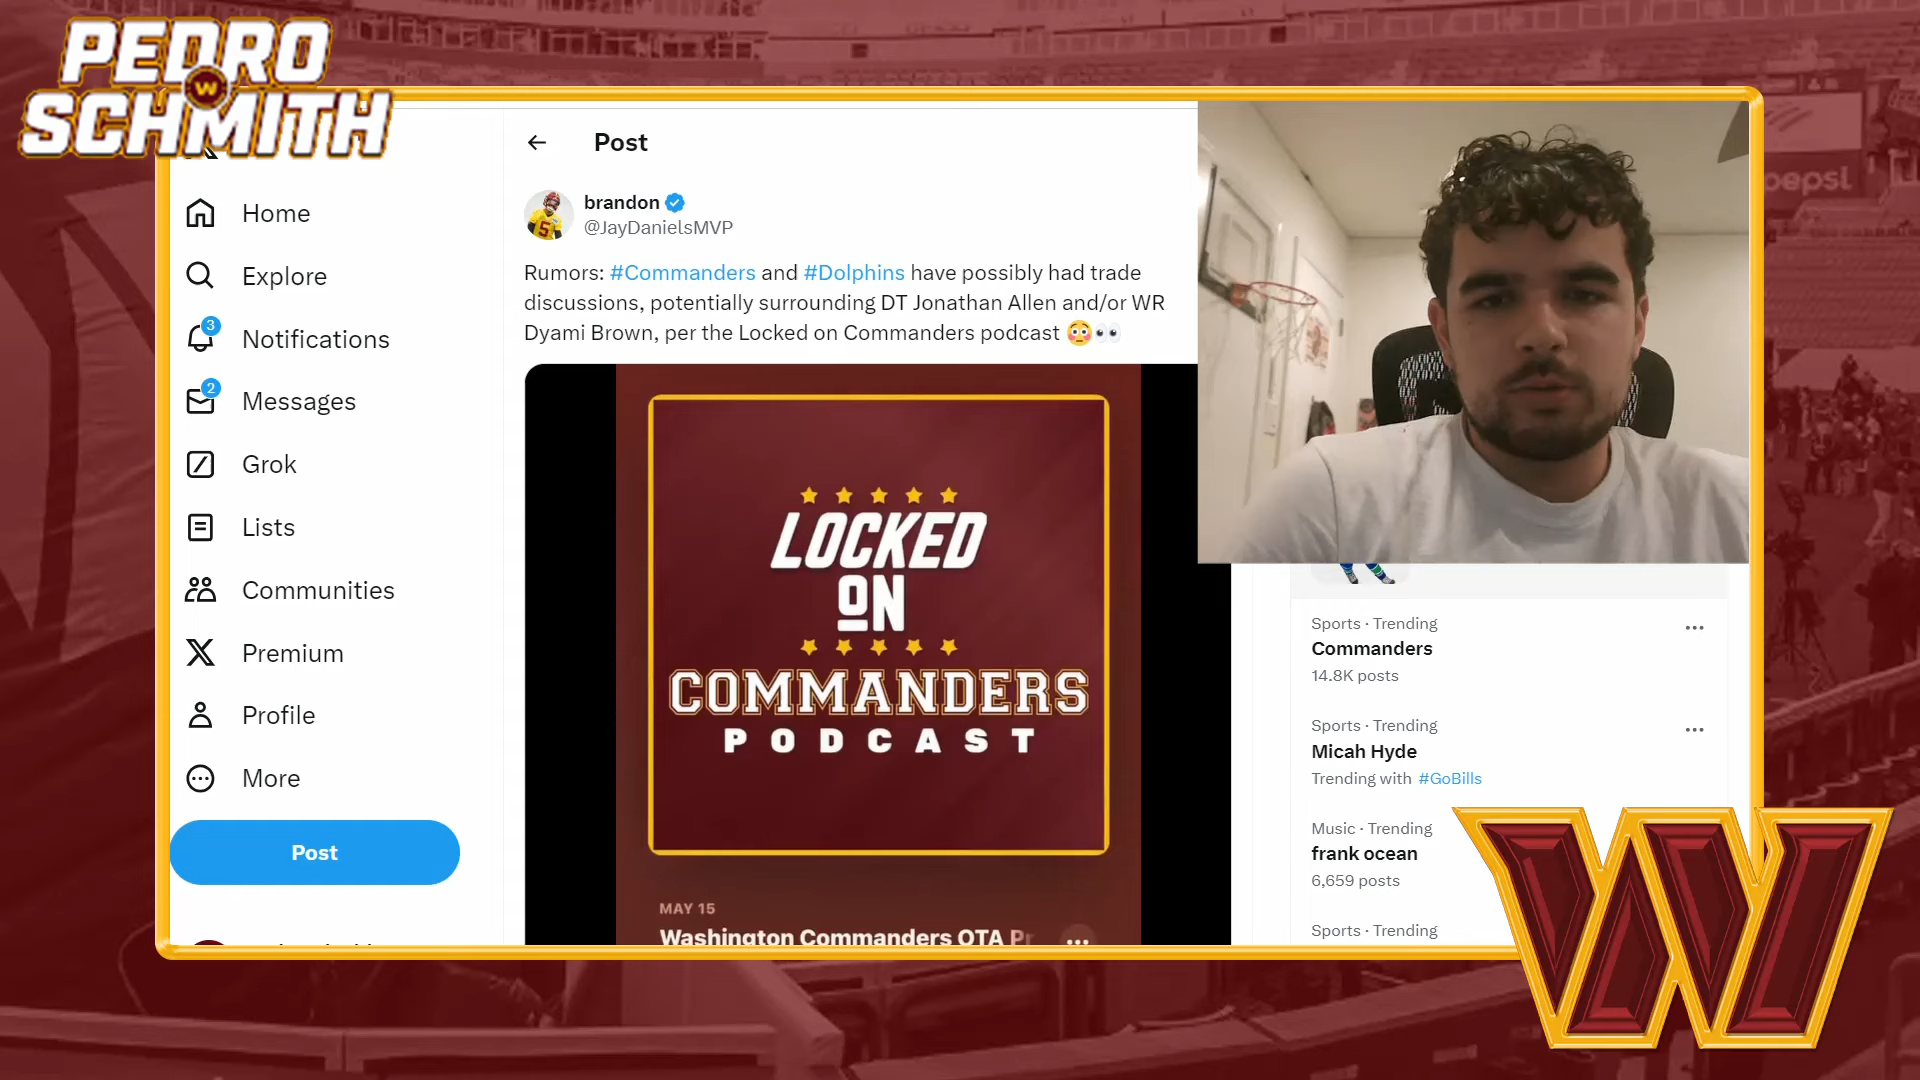 PEDRO
W
SCHMITH
Post
brandon
@JayDanielsMVP
Rumors: #Commanders and #Dolphins have possibly had trade
discussions, potentially surrounding DT Jonathan Allen and/or WR
Dyami Brown, per the Locked on Commanders podcast
Home
Explore
3
Notifications
2
Messages
Grok
Lists
Communities
Premium
Profile
More
Post
5
LOCKED
ON
COMMANDERS
PODCAST
MAY 15
Washington Commanders OTA Pr
pepsi
Sports · Trending
Commanders
14.8K posts
Sports · Trending
Micah Hyde
Trending with #GoBills
Music · Trending
frank ocean
6,659 posts
Sports · Trending
W